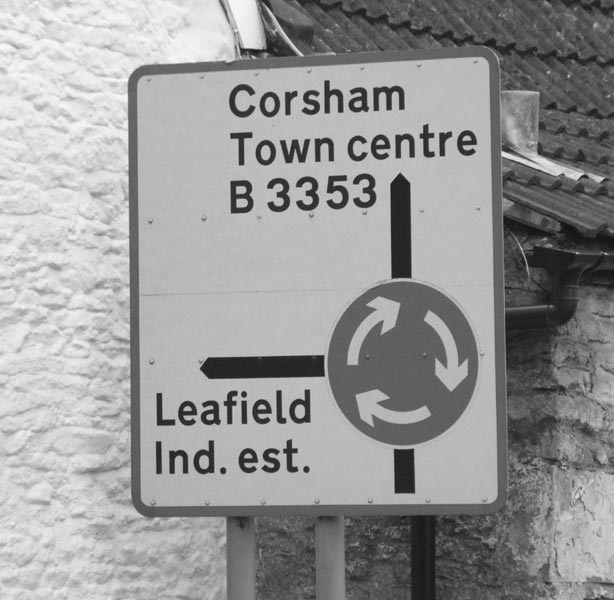 Corsham
Town centre
B 3353
Leafield
Ind. est.